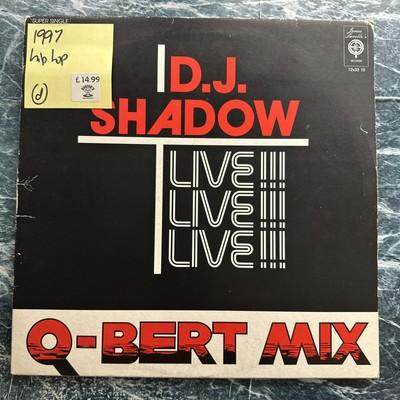 SUPER SINGLE
1997
hip hop
£ 14.99
d
D.J.
SHADOW
LIVE!!!
LIVE!!!
LIVE!!!
Q-BERT MIX